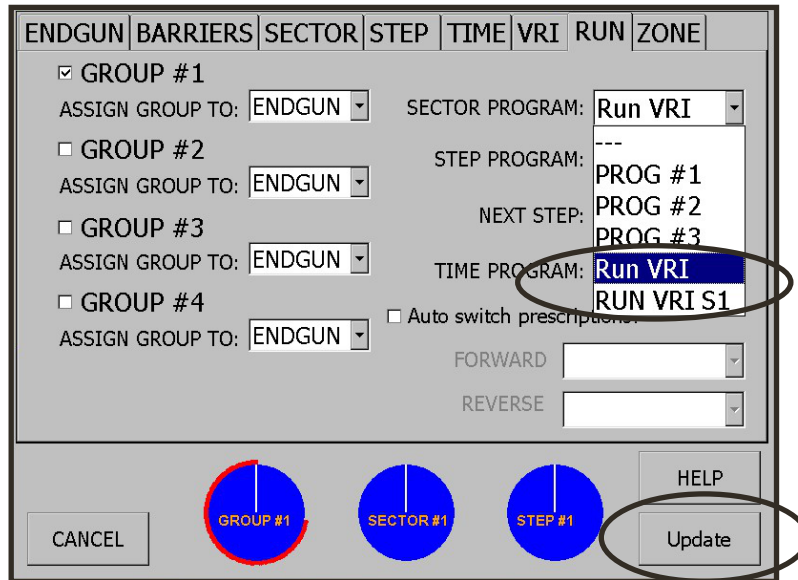 ENDGUN BARRIERS SECTOR STEP TIME VRI RUN ZONE
GROUP #1
ASSIGN GROUP TO: ENDGUN
GROUP #2
ASSIGN GROUP TO: ENDGUN
GROUP #3
ASSIGN GROUP TO: ENDGUN
GROUP #4
ASSIGN GROUP TO: ENDGUN
SECTOR PROGRAM: Run VRI
---
STEP PROGRAM:
PROG #1
NEXT STEP: PROG #2
PROG #3
TIME PROGRAM: Run VRI
RUN VRI S1
Auto switch prescriptions:
FORWARD
REVERSE
GROUP #1
SECTOR #1
STEP #1
HELP
CANCEL
Update